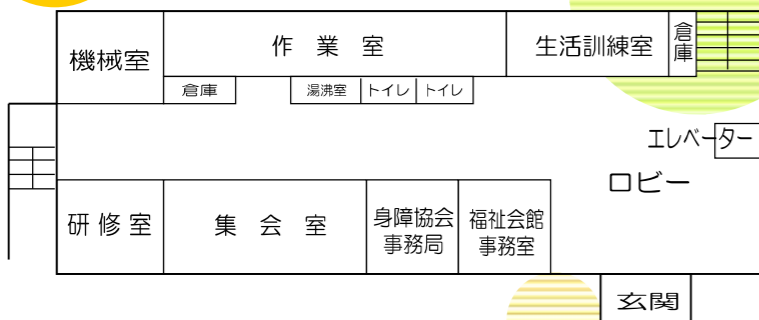 機械室
作業室
生活訓練室
倉庫
倉庫
湯沸室
トイレ
トイレ
エレベーター
ロビー
研修室
集会室
身障協会
事務局
福祉会館
事務室
玄関